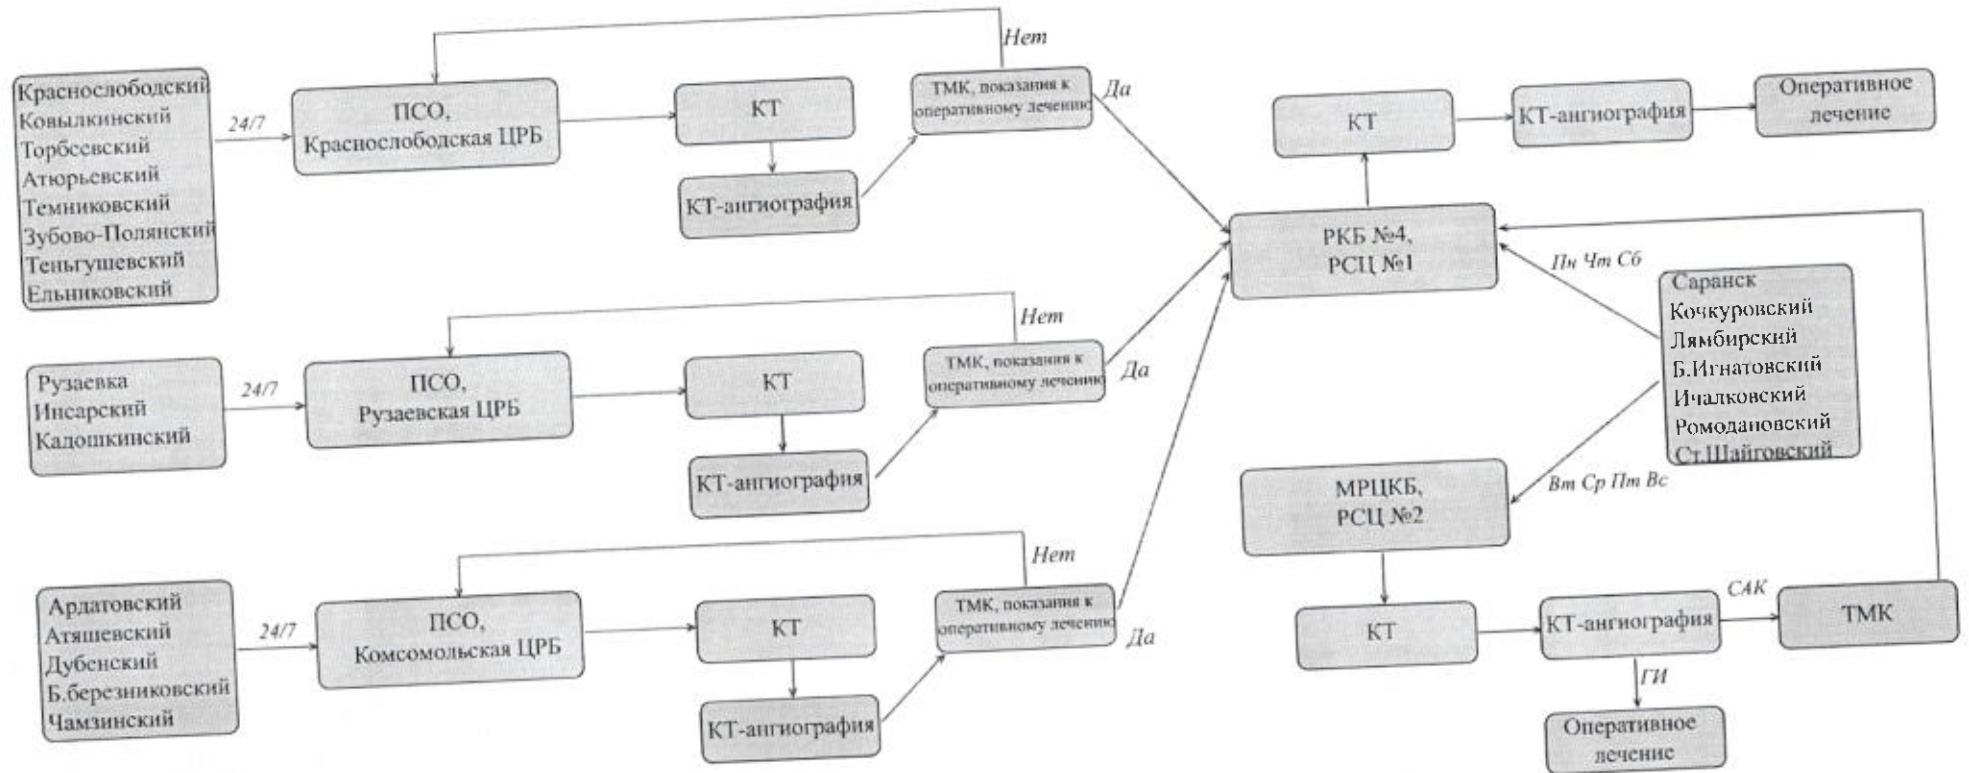 Нет
Краснослободский
Ковылкинский
Торбеевский
Атюрьевский
Темниковский
Зубово-Полянский
Теньгушевский
Ельниковский
24/7
ПСО,
Краснослободская ЦРБ
КТ
КТ-ангиография
ТМК, показания к
оперативному лечению
Да
КТ
КТ-ангиография
Оперативное
лечение
РКБ №4,
РСЦ №1
Пн Чт Сб
Саранск
Кочкуровский
Лямбирский
Б.Игнатовский
Ичалковский
Ромодановский
Ст.Шайговский
Вт Ср Пт Вс
Нет
Рузаевка
Инсарский
Кадошкинский
24/7
ПСО,
Рузаевская ЦРБ
КТ
КТ-ангиография
ТМК, показания к
оперативному лечению
Да
МРЦКБ,
РСЦ №2
КТ
КТ-ангиография
САК
ТМК
ГИ
Оперативное
лечение
Нет
Ардатовский
Атяшевский
Дубенский
Б.березниковский
Чамзинский
24/7
ПСО,
Комсомольская ЦРБ
КТ
КТ-ангиография
ТМК, показания к
оперативному лечению
Да